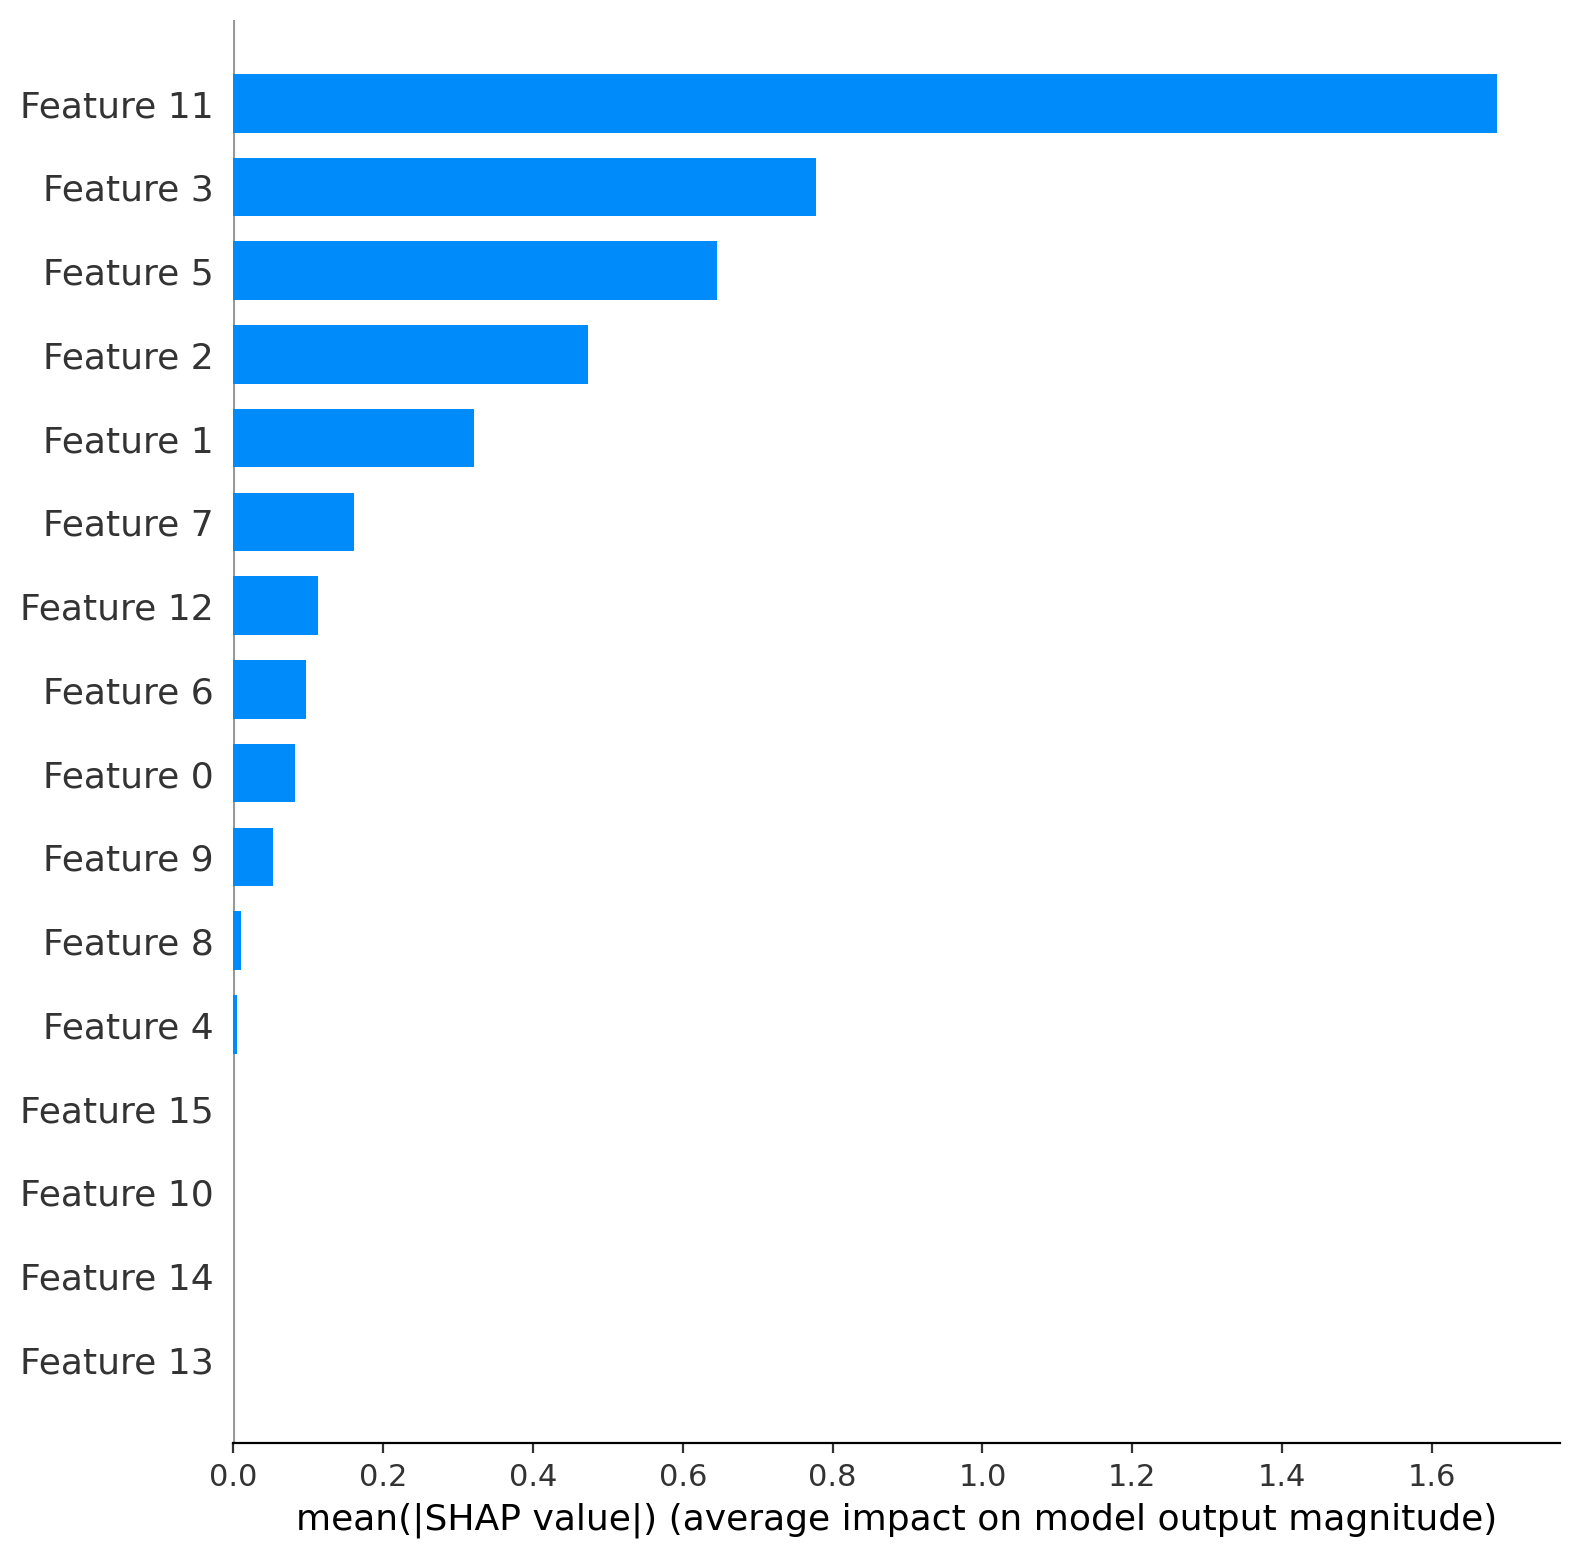 Feature 11
Feature 3
Feature 5
Feature 2
Feature 1
Feature 7
Feature 12
Feature 6
Feature 0
Feature 9
Feature 8
Feature 4
Feature 15
Feature 10
Feature 14
Feature 13
0.0 0.2 0.4 0.6 0.8 1.0 1.2 1.4 1.6
mean(|SHAP value|) (average impact on model output magnitude)